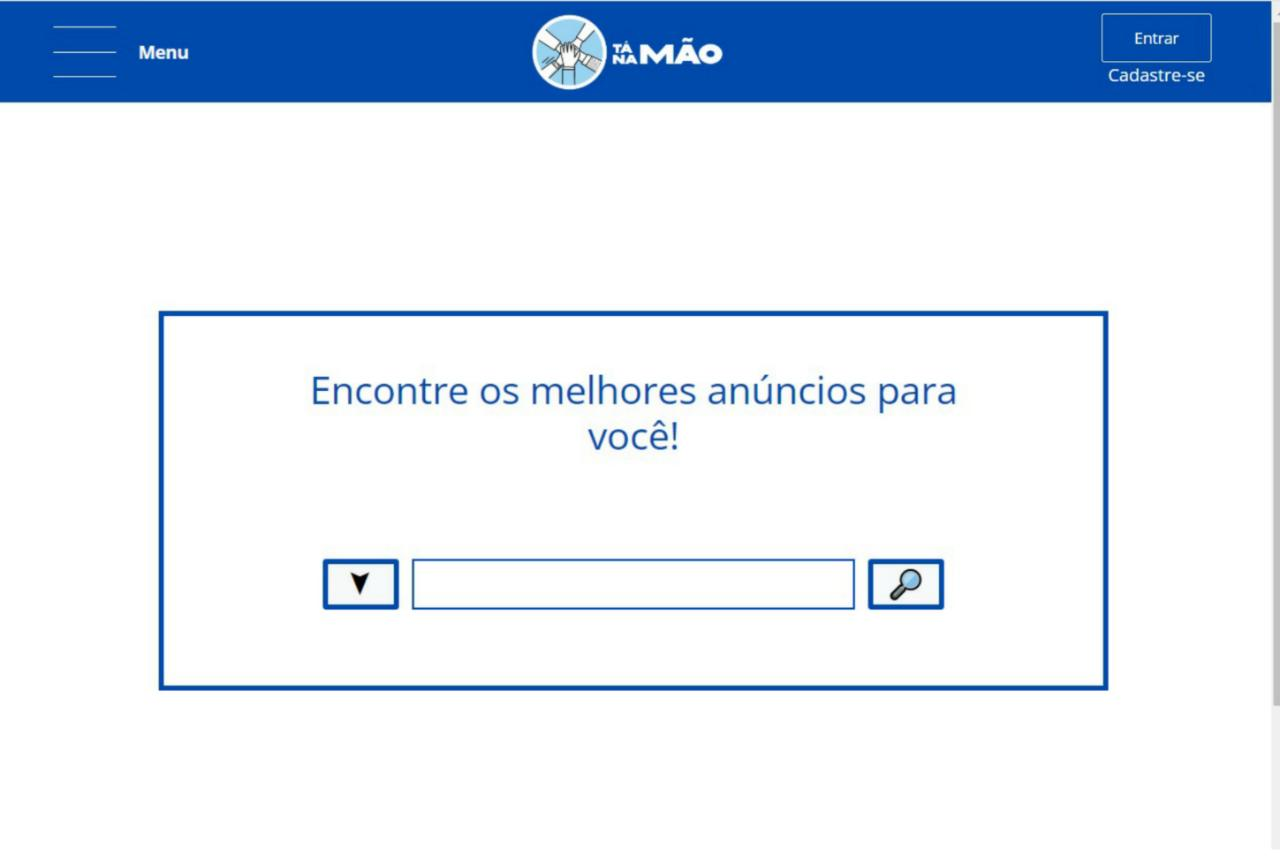 Menu
TÁ
NA MÃO
Entrar
Cadastre-se
Encontre os melhores anúncios para
você!